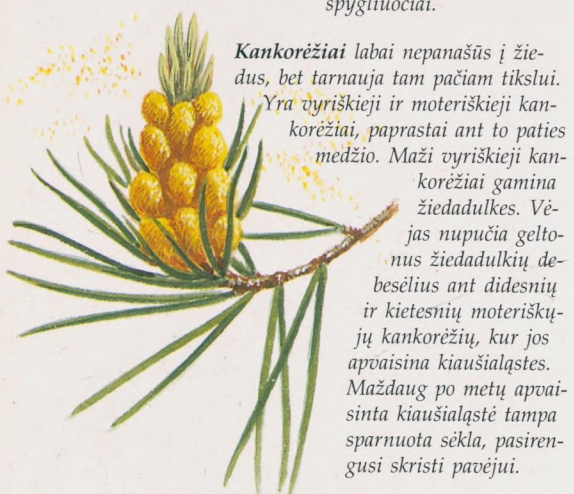 spygliuočiai.
Kankorėžiai labai nepanašūs į žie-
dus, bet tarnauja tam pačiam tikslui.
Yra vyriškieji ir moteriškieji kan-
korėžiai, paprastai ant to paties
medžio. Maži vyriškieji kan-
korėžiai gamina
žiedadulkes. Vė-
jas nupučia gelto-
nus žiedadulkių de-
besėlius ant didesnių
ir kietesnių moterišku-
jų kankorėžių, kur jos
apvaisina kiaušialąstes.
Maždaug po metų apvai-
sinta kiaušialąstė tampa
sparnuota sėkla, pasiren-
gusi skristi pavėjui.